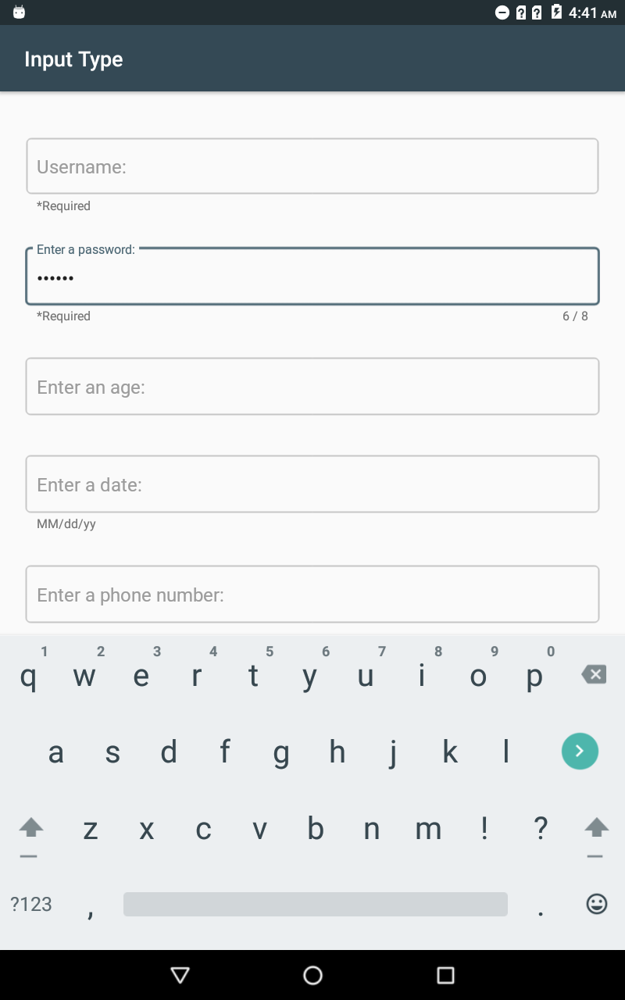 4:41 AM
Input Type
Username:
*Required
Enter a password:
••••••
*Required 6 / 8
Enter an age:
Enter a date:
MM/dd/yy
Enter a phone number:
1 2 3 4 5 6 7 8 9 0
q w e r t y u i o p
a s d f g h j k l
z x c v b n m ! ?
?123 , .